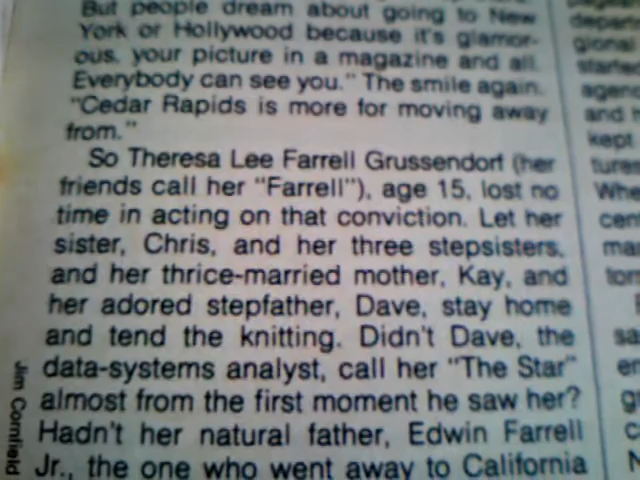 But people dream about going to New
York or Hollywood because it's glamor-
ous, your picture in a magazine and all.
Everybody can see you." The smile again.
"Cedar Rapids is more for moving away
from."
So Theresa Lee Farrell Grussendorf (her
friends call her "Farrell"), age 15, lost no
time in acting on that conviction. Let her
sister, Chris, and her three stepsisters,
and her thrice-married mother, Kay, and
her adored stepfather, Dave, stay home
and tend the knitting. Didn't Dave, the
data-systems analyst, call her "The Star"
almost from the first moment he saw her?
Hadn't her natural father, Edwin Farrell
Jr., the one who went away to California
Jim Cornfield